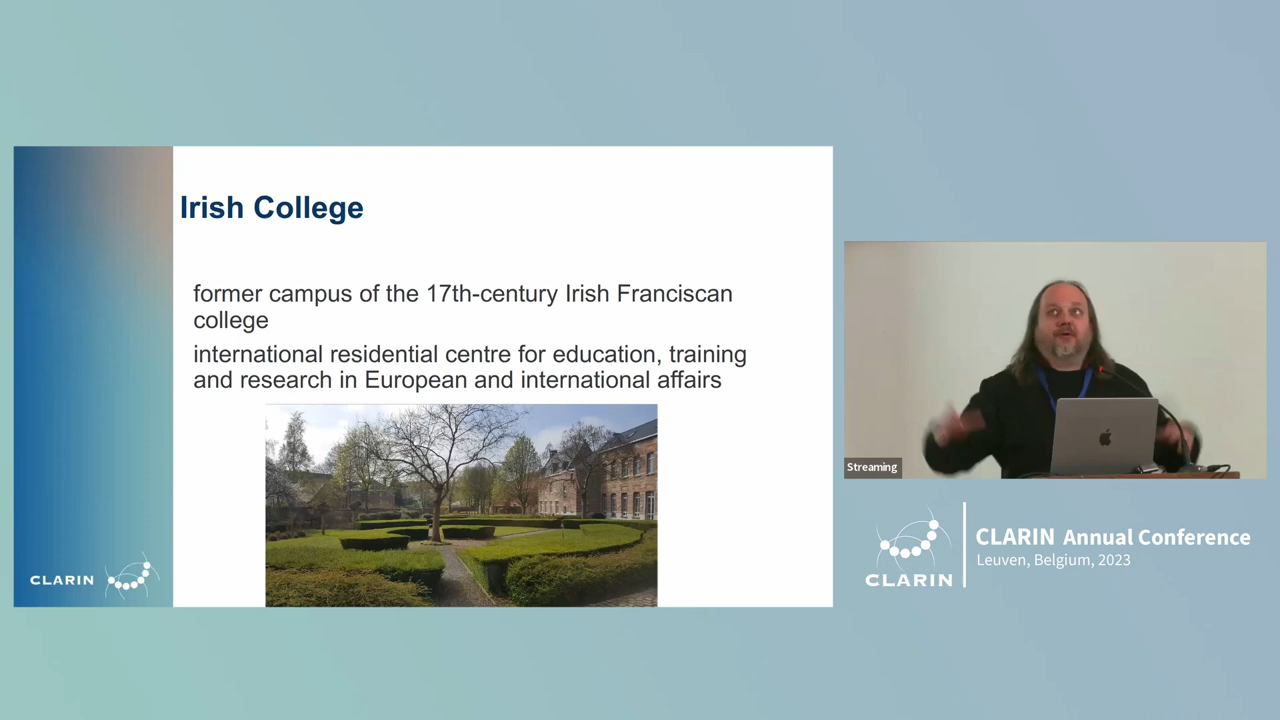 Irish College
former campus of the 17th-century Irish Franciscan
college
international residential centre for education, training
and research in European and international affairs
CLARIN
Streaming
CLARIN
CLARIN Annual Conference
Leuven, Belgium, 2023